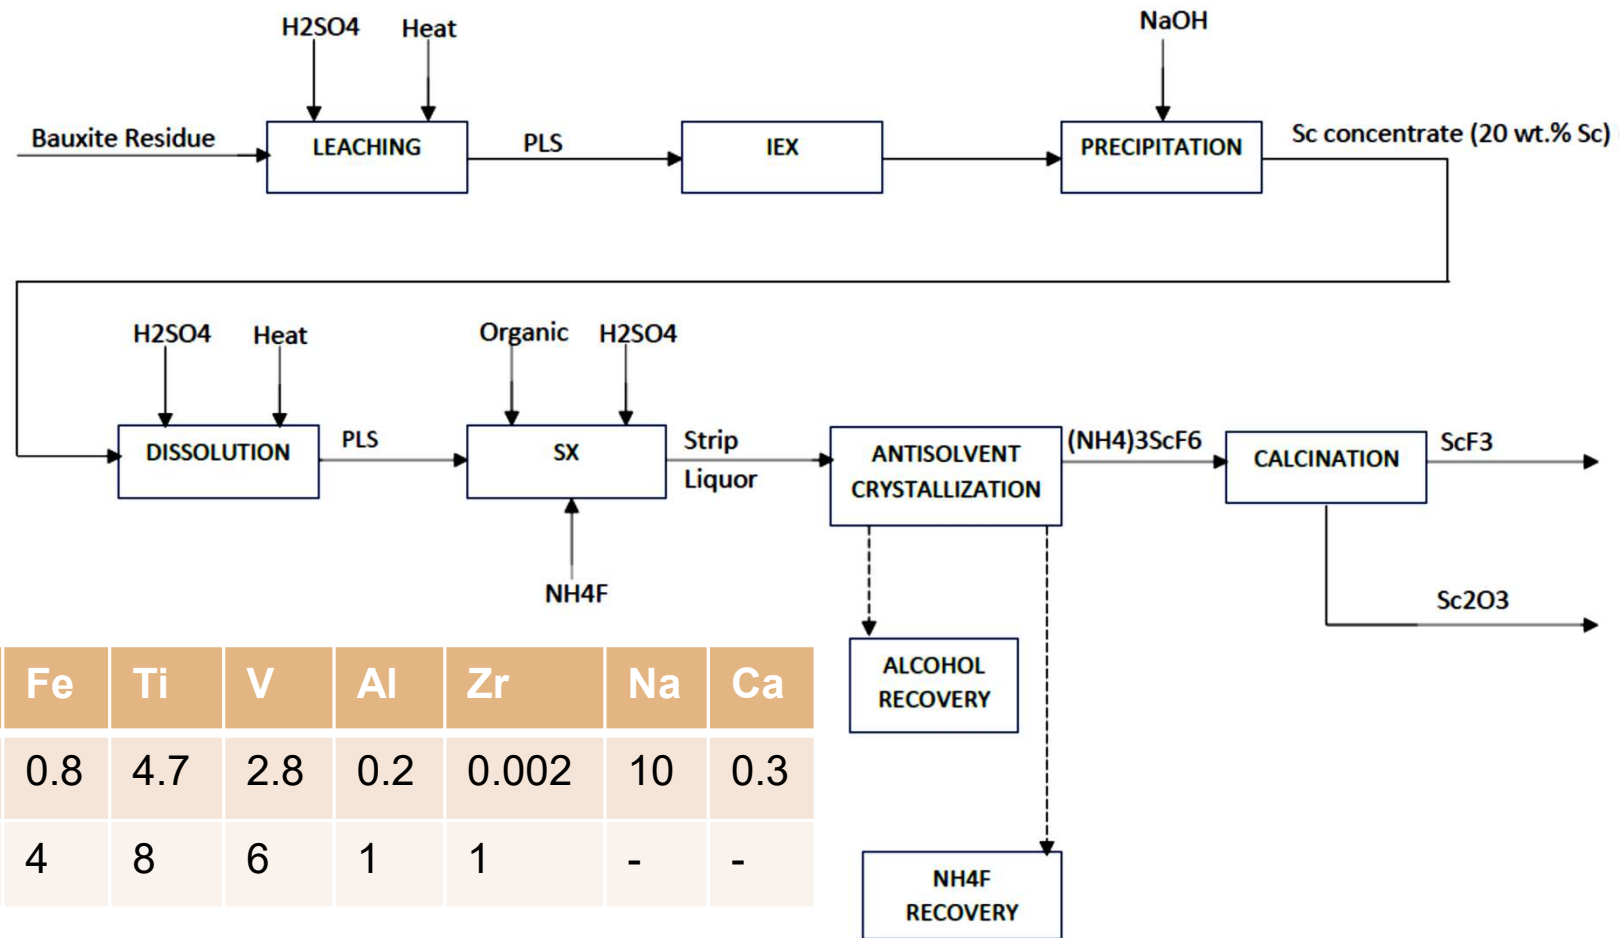 H2SO4 Heat NaOH
Bauxite Residue LEACHING PLS IEX PRECIPITATION Sc concentrate (20 wt.% Sc)
H2SO4 Heat Organic H2SO4
DISSOLUTION PLS SX Strip Liquor ANTISOLVENT CRYSTALLIZATION (NH4)3ScF6 CALCINATION ScF3
NH4F Sc2O3
ALCOHOL RECOVERY
NH4F RECOVERY
Fe Ti V Al Zr Na Ca
0.8 4.7 2.8 0.2 0.002 10 0.3
4 8 6 1 1 - -